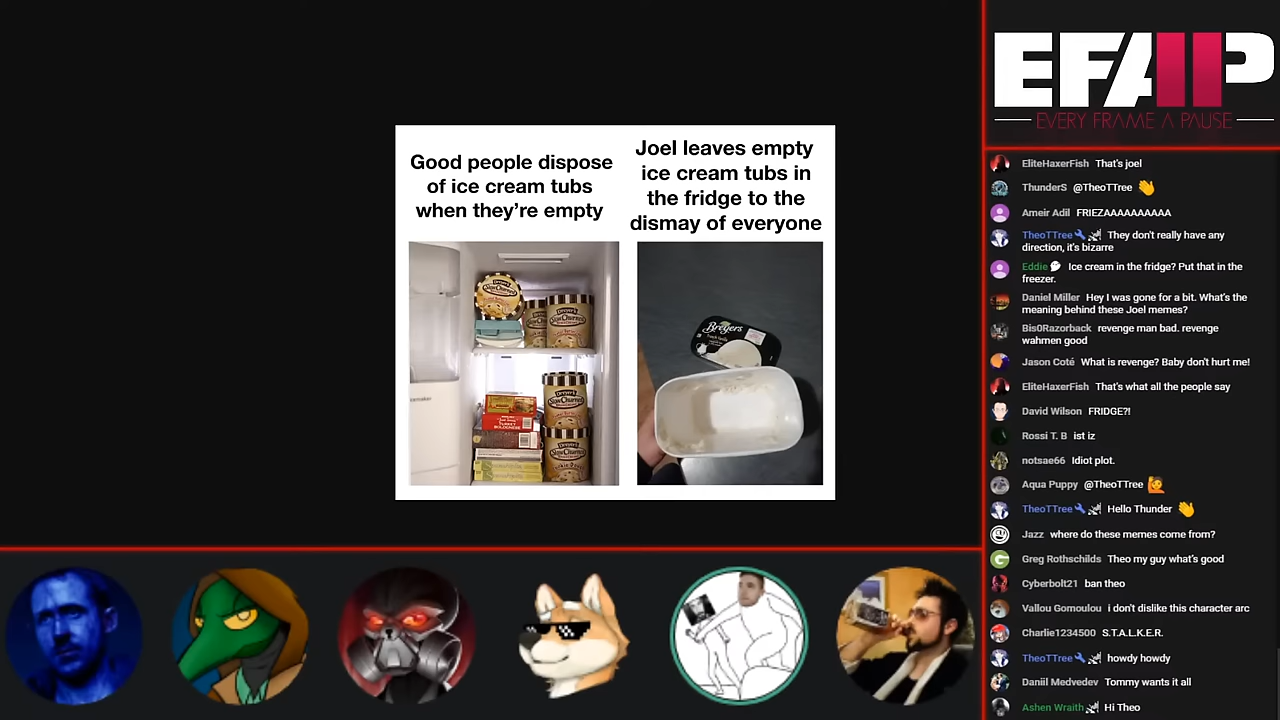 Good people dispose
of ice cream tubs
when they're empty
Joel leaves empty
ice cream tubs in
the fridge to the
dismay of everyone
Breyers
EFAP
EVERY FRAME A PAUSE
EliteHaxerFish That's joel
ThunderS @TheoTTree 👋
Ameir Adil FRIEZAAAAAAAAAA
TheoTTree They don't really have any
direction, it's bizarre
Eddie Ice cream in the fridge? Put that in the
freezer.
Daniel Miller Hey I was gone for a bit. What's the
meaning behind these Joel memes?
Bis0Razorback revenge man bad. revenge
wahmen good
Jason Coté What is revenge? Baby don't hurt me!
EliteHaxerFish That's what all the people say
David Wilson FRIDGE?!
Rossi T. B ist iz
notsae66 Idiot plot.
Aqua Puppy @TheoTTree 🙋
TheoTTree Hello Thunder 👋
Jazz where do these memes come from?
Greg Rothschilds Theo my guy what's good
Cyberbolt21 ban theo
Vallou Gomoulou i don't dislike this character arc
Charlie1234500 S.T.A.L.K.E.R.
TheoTTree howdy howdy
Daniil Medvedev Tommy wants it all
Ashen Wraith Hi Theo